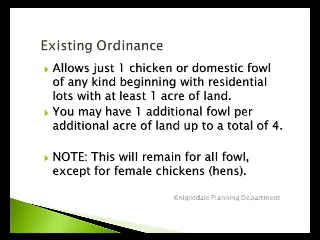 Existing Ordinance
Allows just 1 chicken or domestic fowl
of any kind beginning with residential
lots with at least 1 acre of land.
You may have 1 additional fowl per
additional acre of land up to a total of 4.
NOTE: This will remain for all fowl,
except for female chickens (hens).
Knightdale Planning Department